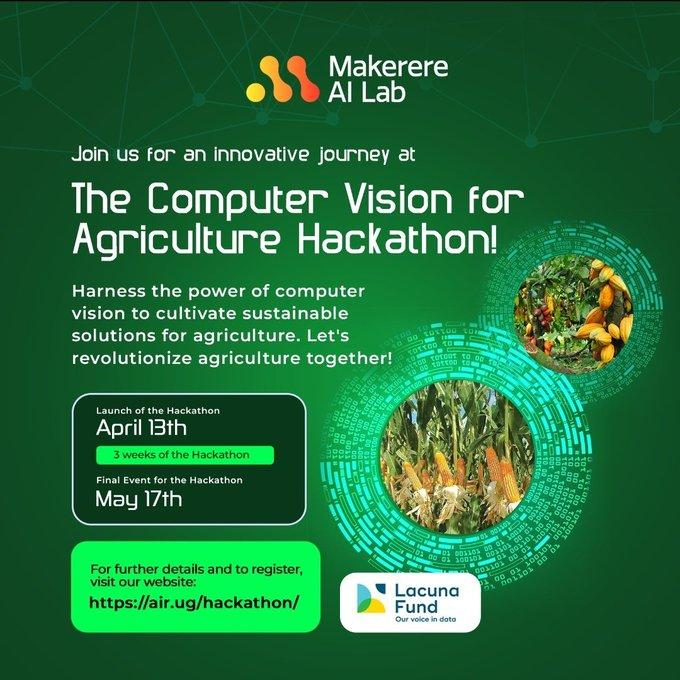 Makerere
AI Lab
Join us for an innovative journey at
The Computer Vision for
Agriculture Hackathon!
Harness the power of computer
vision to cultivate sustainable
solutions for agriculture. Let's
revolutionize agriculture together!
Launch of the Hackathon
April 13th
3 weeks of the Hackathon
Final Event for the Hackathon
May 17th
For further details and to register,
visit our website:
https://air.ug/hackathon/
Lacuna
Fund
Our voice in data